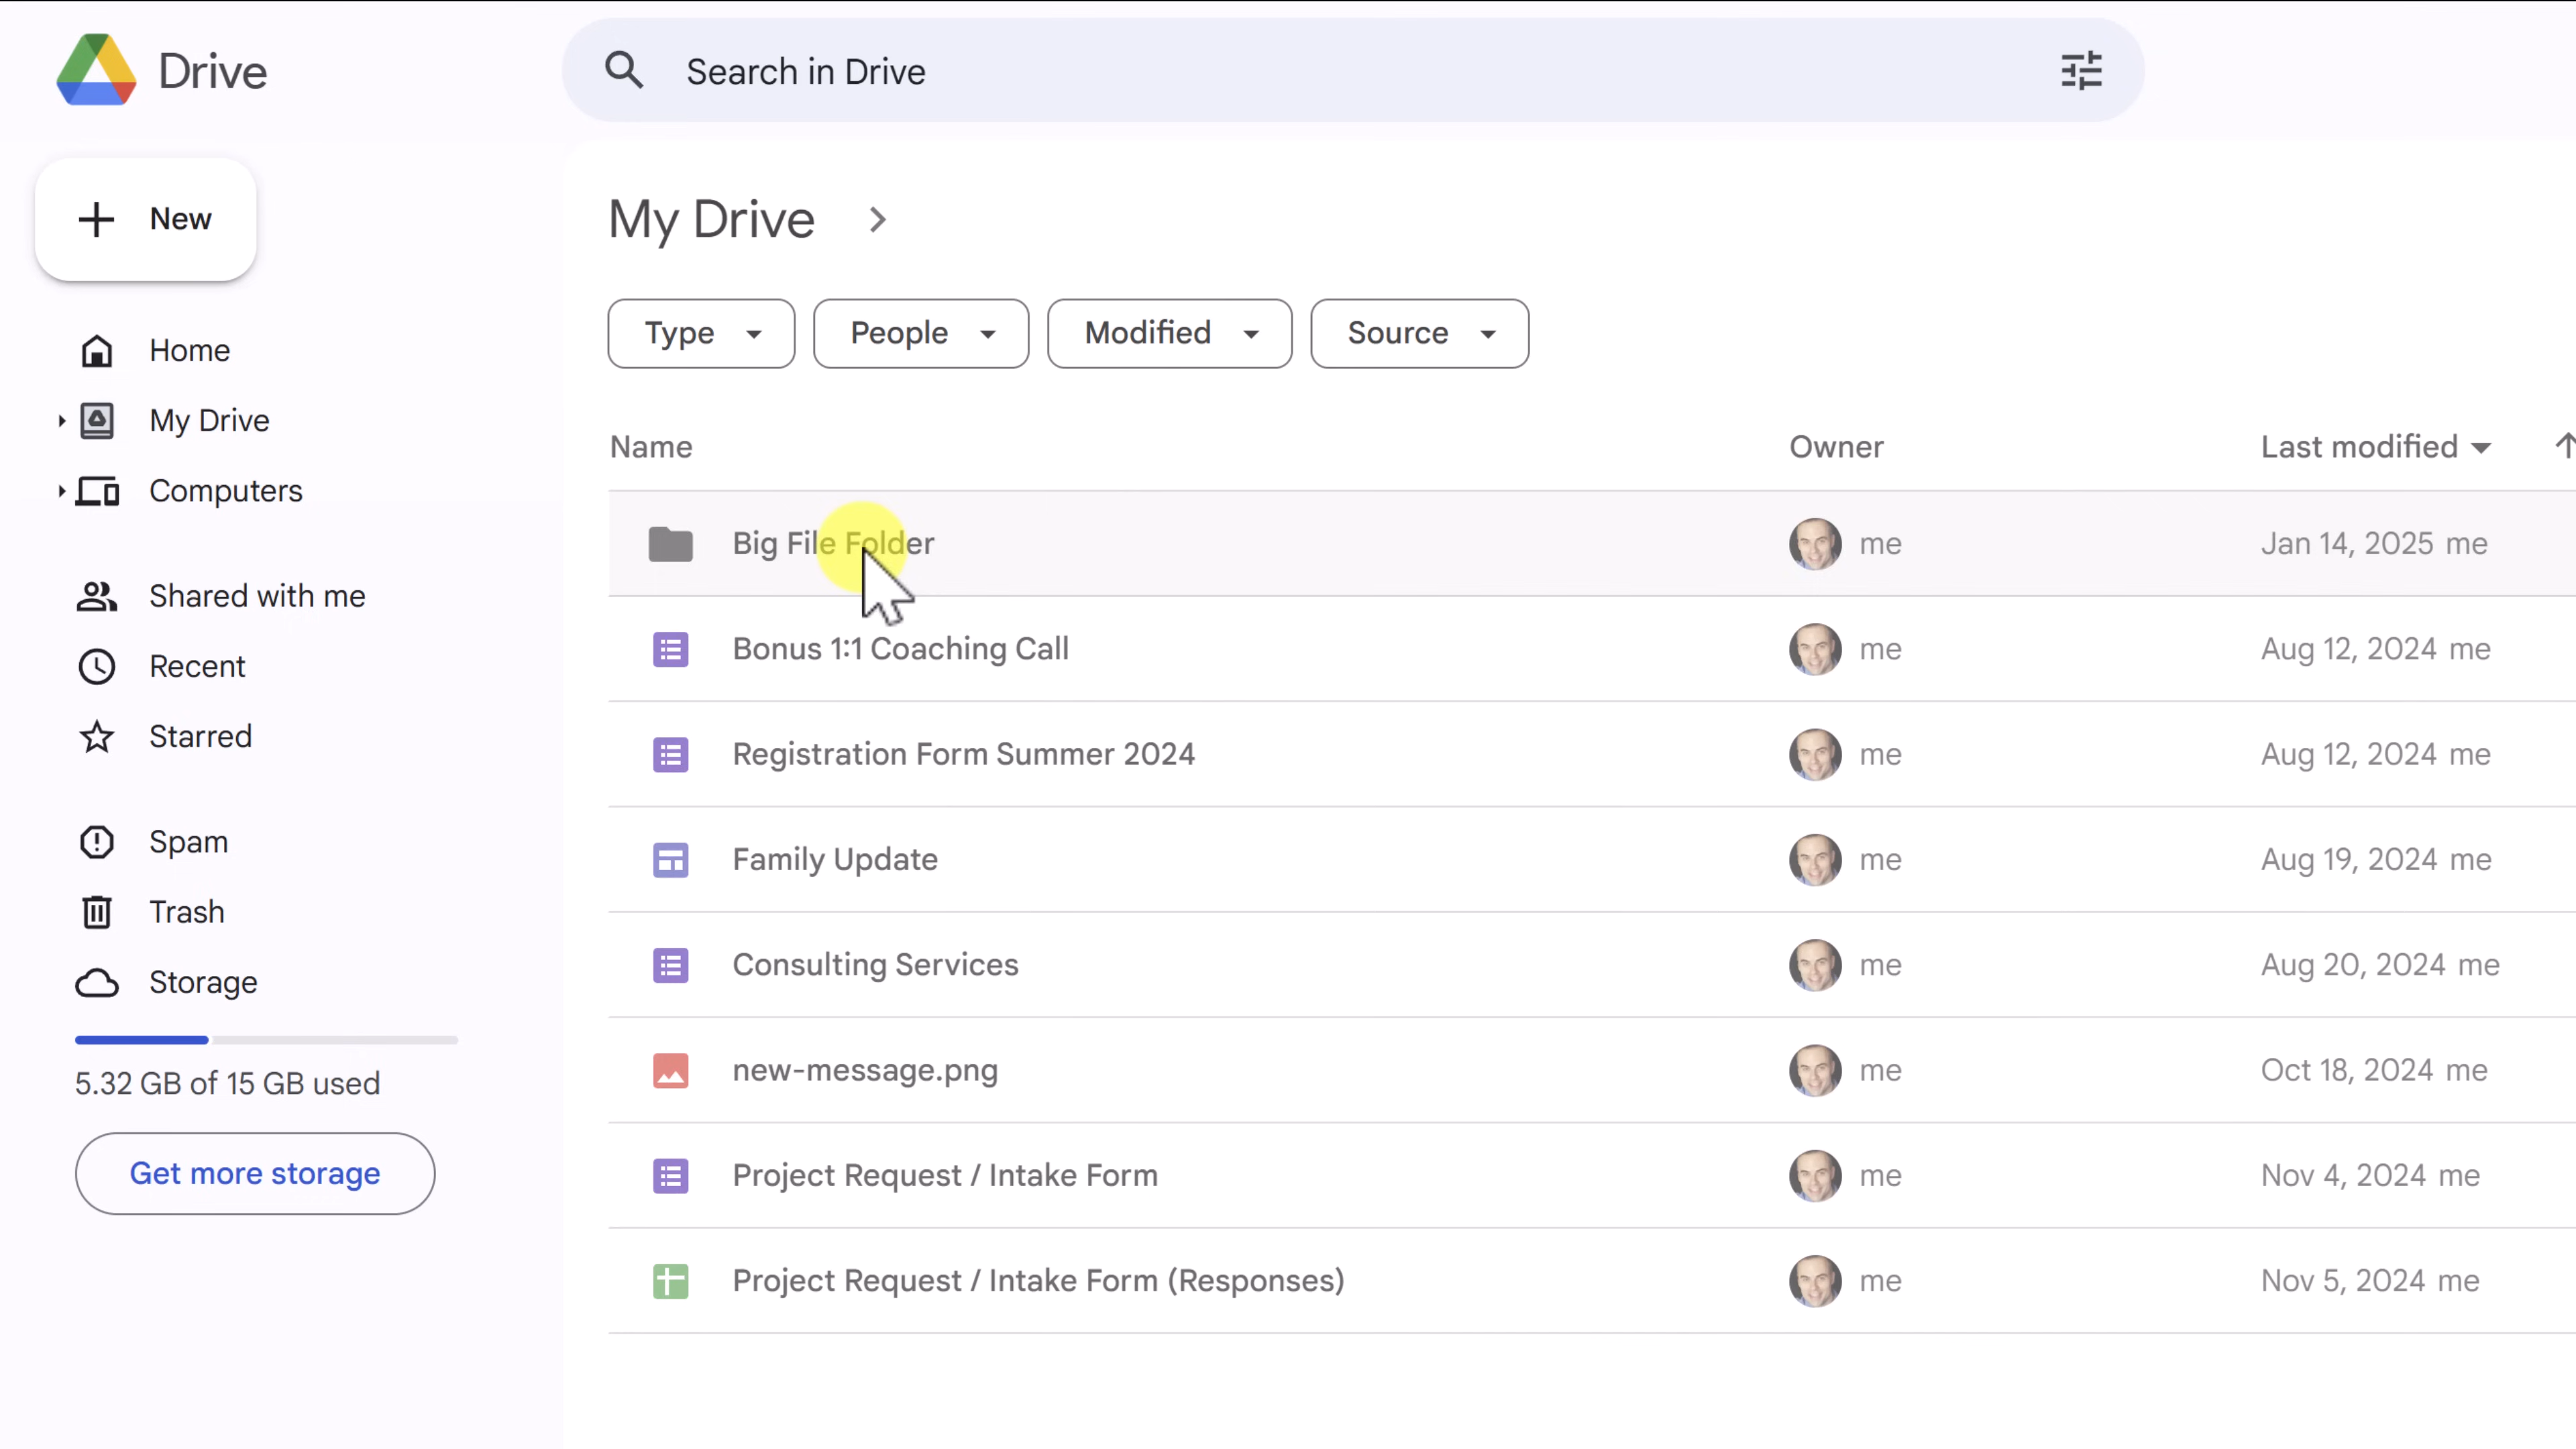 Drive
Search in Drive
New
Home
My Drive
Computers
Shared with me
Recent
Starred
Spam
Trash
Storage
5.32 GB of 15 GB used
Get more storage
My Drive
Type People Modified Source
Name Owner Last modified
Big File Folder me Jan 14, 2025 me
Bonus 1:1 Coaching Call me Aug 12, 2024 me
Registration Form Summer 2024 me Aug 12, 2024 me
Family Update me Aug 19, 2024 me
Consulting Services me Aug 20, 2024 me
new-message.png me Oct 18, 2024 me
Project Request / Intake Form me Nov 4, 2024 me
Project Request / Intake Form (Responses) me Nov 5, 2024 me